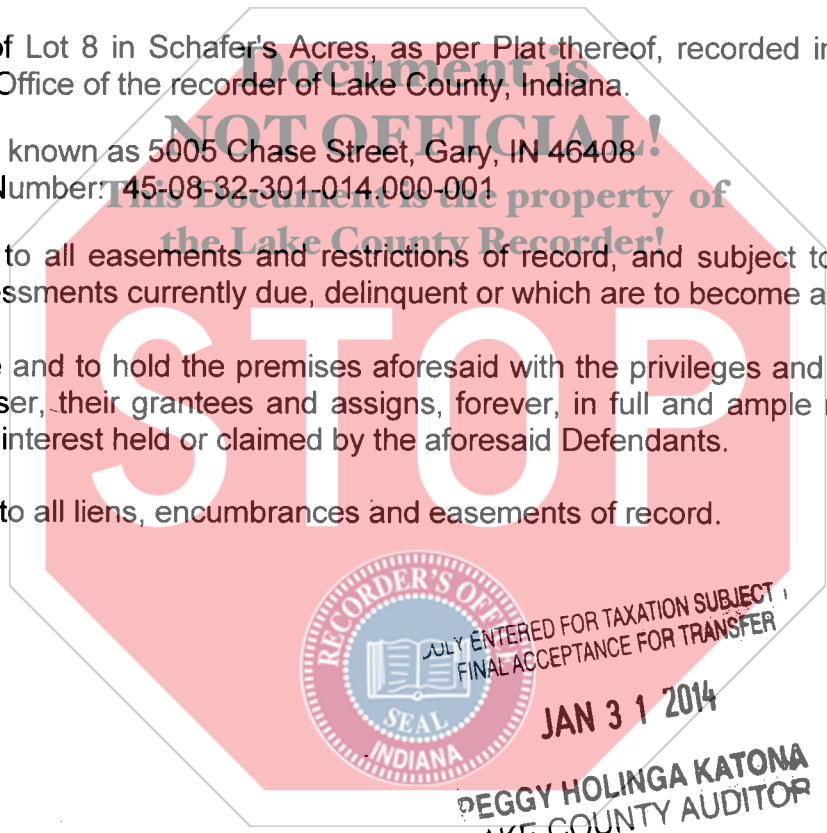 of Lot 8 in Schafer's Acres, as per Plat thereof, recorded in
Office of the recorder of Lake County, Indiana.
known as 5005 Chase Street, Gary, IN 46408
Number: 45-08-32-301-014.000-001
to all easements and restrictions of record, and subject to
ssments currently due, delinquent or which are to become a
and to hold the premises aforesaid with the privileges and
ser, their grantees and assigns, forever, in full and ample
interest held or claimed by the aforesaid Defendants.
to all liens, encumbrances and easements of record.
Document is
NOT OFFICIAL!
This Document is the property of
the Lake County Recorder!
STOP
RECORDER'S OFFICE
SEAL
INDIANA
DULY ENTERED FOR TAXATION SUBJECT
FINAL ACCEPTANCE FOR TRANSFER
JAN 31 2014
PEGGY HOLINGA KATONA
LAKE COUNTY AUDITOR